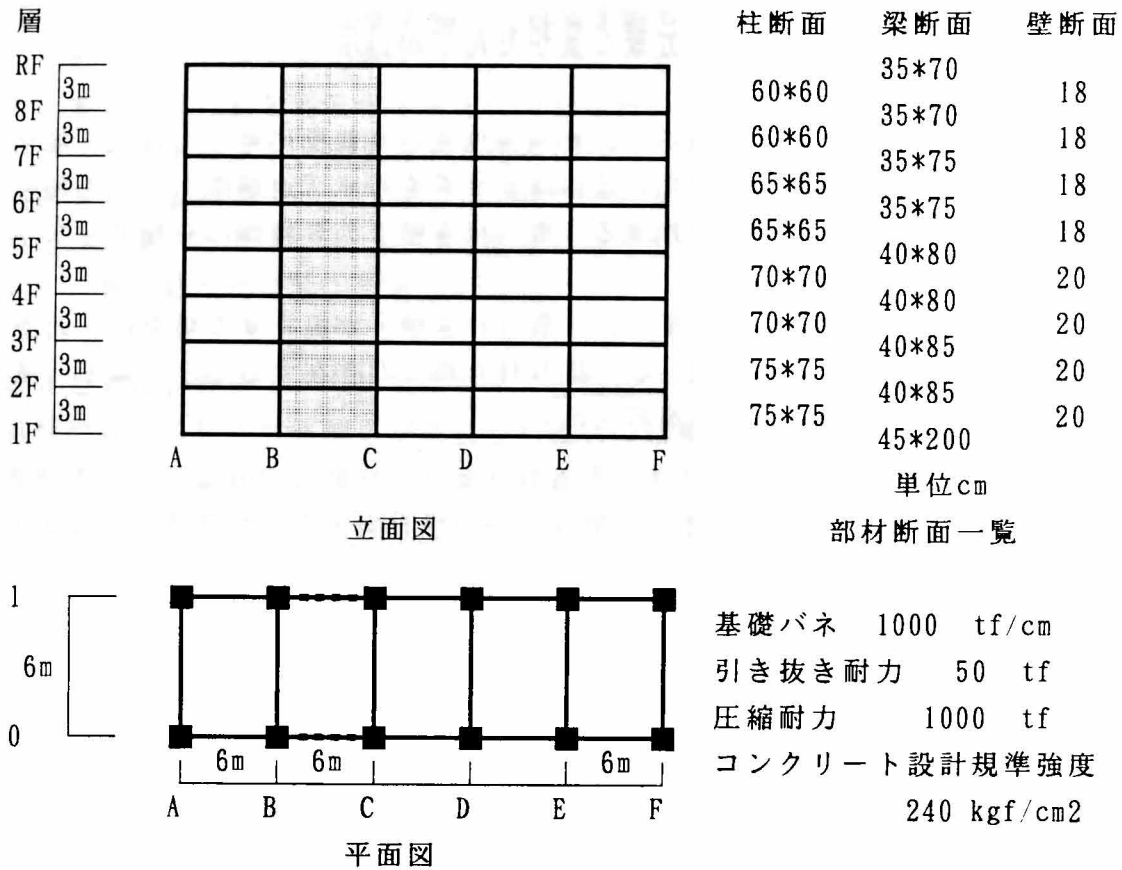 層
RF
3m
8F
3m
7F
3m
6F
3m
5F
3m
4F
3m
3F
3m
2F
3m
1F
A B C D E F
立面図
柱断面 梁断面 壁断面
35*70
60*60 18
35*70
60*60 18
35*75
65*65 18
35*75
65*65 18
40*80
70*70 20
40*80
70*70 20
40*85
75*75 20
40*85
75*75 20
45*200
単位cm
部材断面一覧
1
6m
0
6m 6m 6m
A B C D E F
平面図
基礎バネ 1000 tf/cm
引き抜き耐力 50 tf
圧縮耐力 1000 tf
コンクリート設計規準強度
240 kgf/cm2